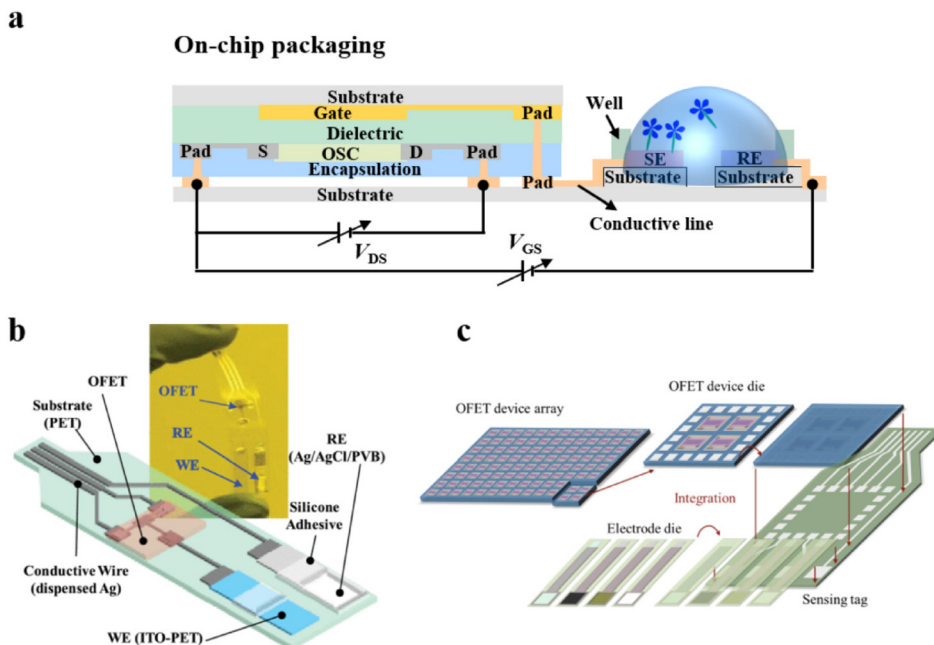 a
On-chip packaging
Substrate
Gate
Pad
Dielectric
Pad
S
OSC
D
Pad
Encapsulation
Pad
Substrate
Well
SE
RE
Substrate
Substrate
Conductive line
VDS
VGS
b
OFET
Substrate
(PET)
OFET
RE
WE
RE
(Ag/AgCl/PVB)
Silicone
Adhesive
Conductive Wire
(dispensed Ag)
WE (ITO-PET)
c
OFET device die
OFET device array
Integration
Electrode die
Sensing tag